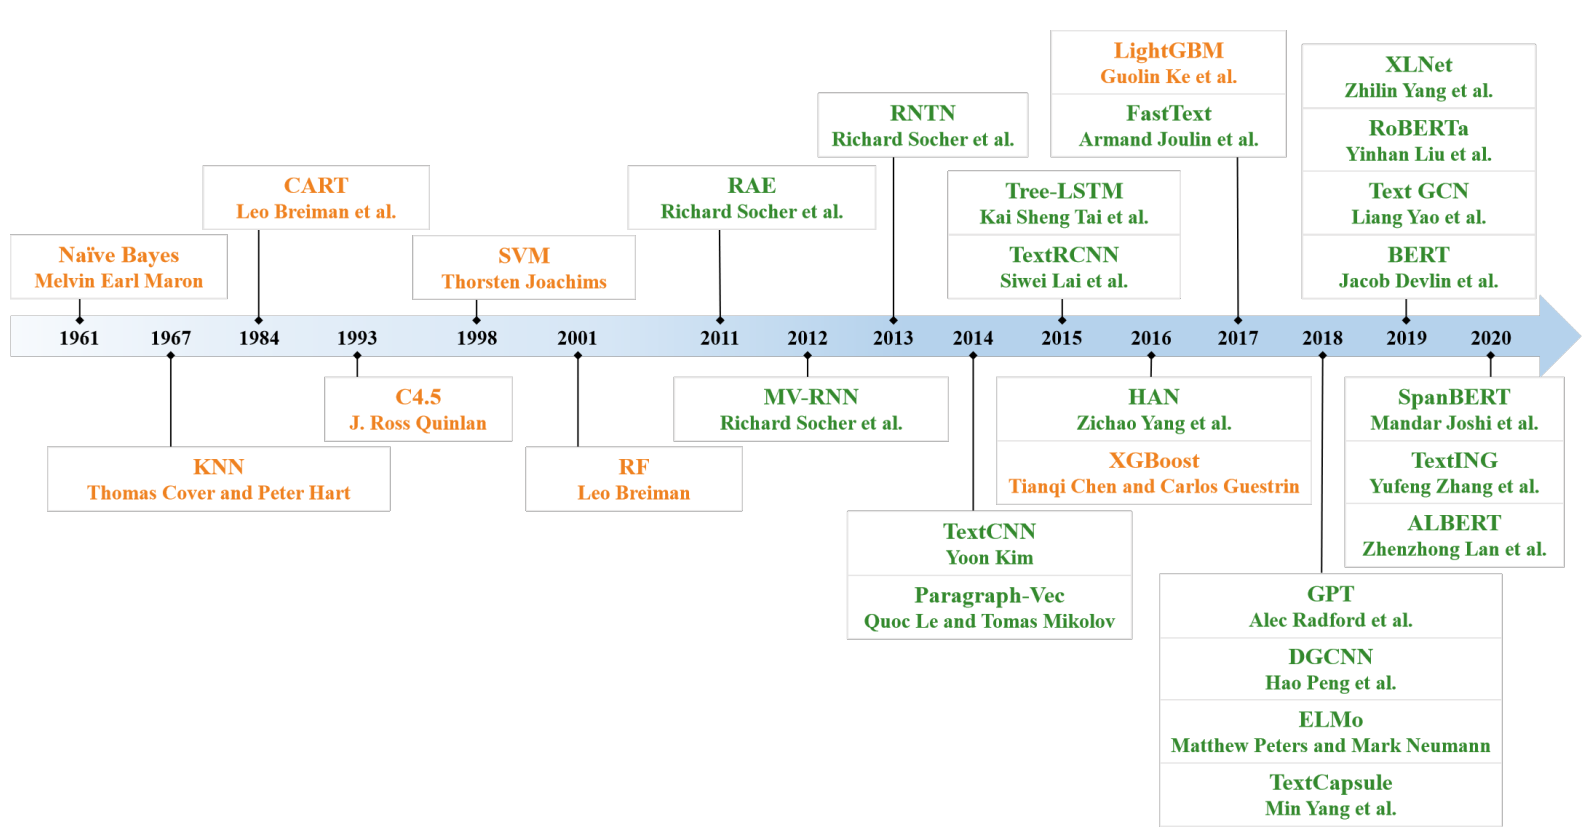 LightGBM
Guolin Ke et al.
FastText
Armand Joulin et al.
XLNet
Zhilin Yang et al.
RoBERTa
Yinhan Liu et al.
Text GCN
Liang Yao et al.
BERT
Jacob Devlin et al.
RNTN
Richard Socher et al.
CART
Leo Breiman et al.
RAE
Richard Socher et al.
Tree-LSTM
Kai Sheng Tai et al.
TextRCNN
Siwei Lai et al.
Naïve Bayes
Melvin Earl Maron
SVM
Thorsten Joachims
1961 1967 1984 1993 1998 2001 2011 2012 2013 2014 2015 2016 2017 2018 2019 2020
C4.5
J. Ross Quinlan
MV-RNN
Richard Socher et al.
HAN
Zichao Yang et al.
XGBoost
Tianqi Chen and Carlos Guestrin
SpanBERT
Mandar Joshi et al.
TextING
Yufeng Zhang et al.
ALBERT
Zhenzhong Lan et al.
KNN
Thomas Cover and Peter Hart
RF
Leo Breiman
TextCNN
Yoon Kim
Paragraph-Vec
Quoc Le and Tomas Mikolov
GPT
Alec Radford et al.
DGCNN
Hao Peng et al.
ELMo
Matthew Peters and Mark Neumann
TextCapsule
Min Yang et al.